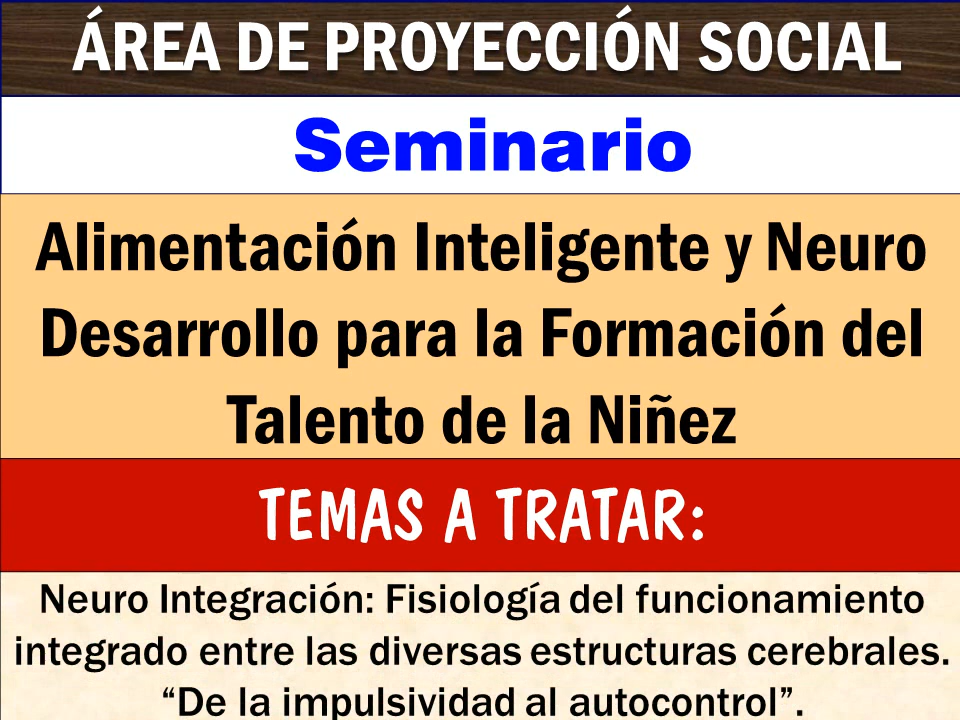 ÁREA DE PROYECCIÓN SOCIAL
Seminario
Alimentación Inteligente y Neuro
Desarrollo para la Formación del
Talento de la Niñez
TEMAS A TRATAR:
Neuro Integración: Fisiología del funcionamiento
integrado entre las diversas estructuras cerebrales.
“De la impulsividad al autocontrol”.